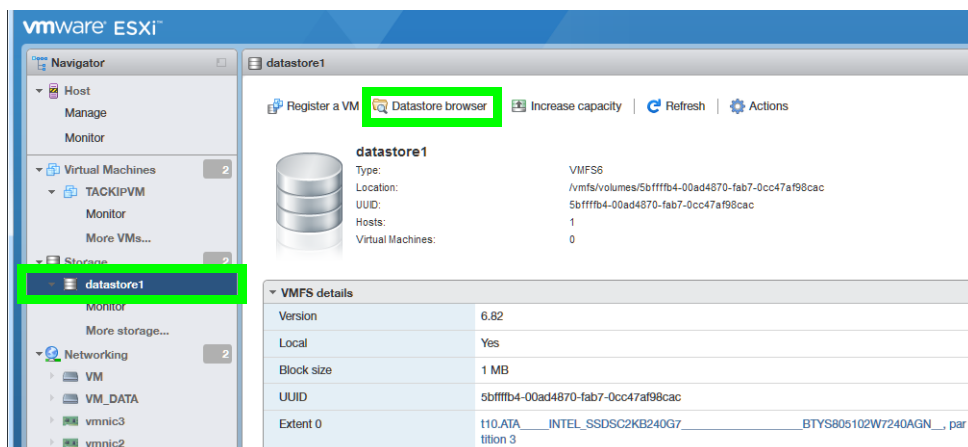 vmware ESXi™
Navigator
datastore1
Host
Manage
Monitor
Virtual Machines 2
TACKIPVM
Monitor
More VMs...
Storage 2
datastore1
Monitor
More storage...
Networking 2
VM
VM_DATA
vmnic3
vmnic2
Register a VM Datastore browser Increase capacity Refresh Actions
datastore1
Type: VMFS6
Location: /vmfs/volumes/5bffffb4-00ad4870-fab7-0cc47af98cac
UUID: 5bffffb4-00ad4870-fab7-0cc47af98cac
Hosts: 1
Virtual Machines: 0
VMFS details
Version 6.82
Local Yes
Block size 1 MB
UUID 5bffffb4-00ad4870-fab7-0cc47af98cac
Extent 0 t10.ATA_____INTEL_SSDSC2KB240G7_____________________BTYS805102W7240AGN__, par
tition 3